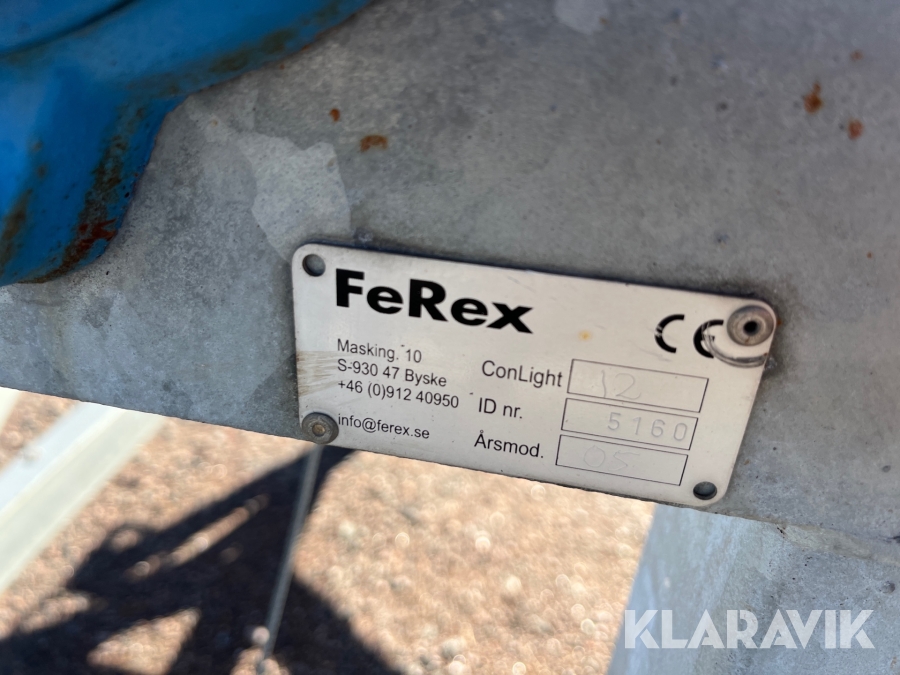 FeRex
CE
Masking. 10
S-930 47 Byske
+46 (0)912 40950
info@ferex.se
ConLight 12
ID nr. 5160
Årsmod. 05
KLARAVIK